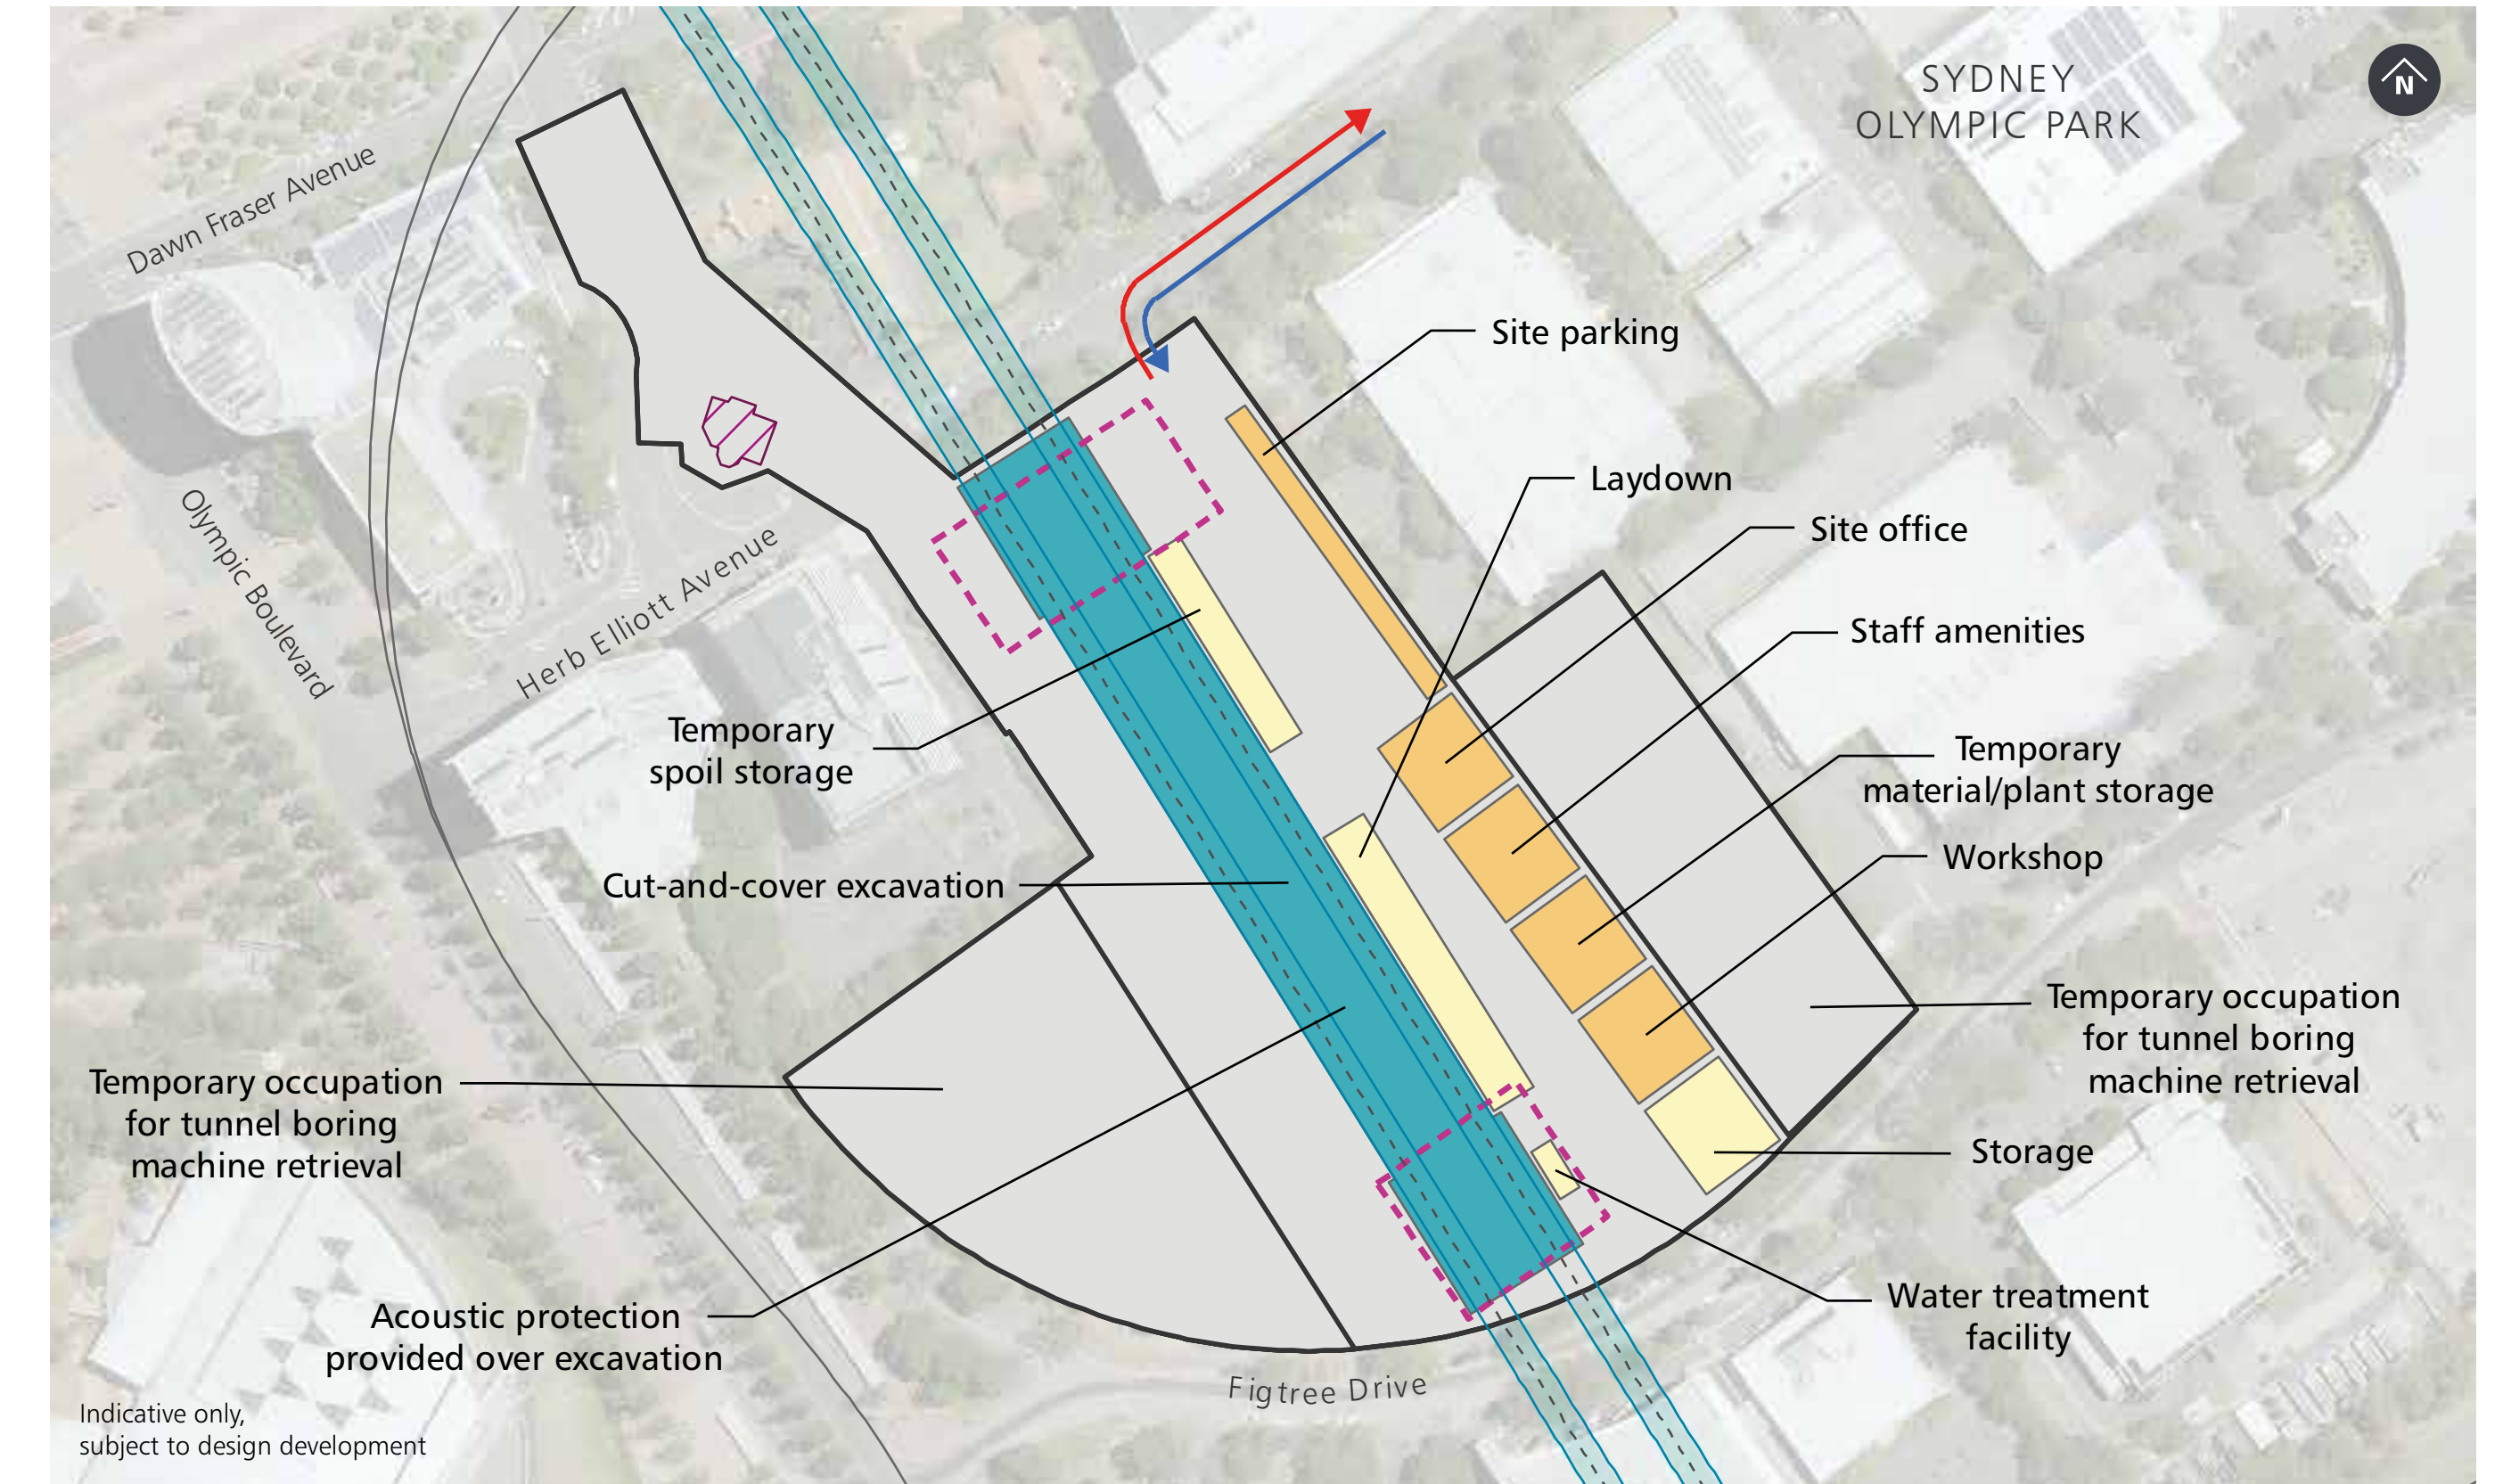 SYDNEY
OLYMPIC PARK
N
Dawn Fraser Avenue
Site parking
Laydown
Site office
Olympic Boulevard
Herb Elliott Avenue
Staff amenities
Temporary
spoil storage
Temporary
material/plant storage
Workshop
Cut-and-cover excavation
Temporary occupation
for tunnel boring
machine retrieval
Temporary occupation
for tunnel boring
machine retrieval
Storage
Water treatment
facility
Acoustic protection
provided over excavation
Figtree Drive
Indicative only,
subject to design development